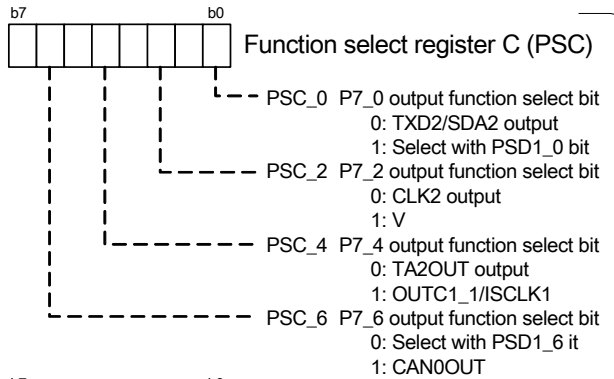 b7 b0
Function select register C (PSC)
PSC_0 P7_0 output function select bit
0: TXD2/SDA2 output
1: Select with PSD1_0 bit
PSC_2 P7_2 output function select bit
0: CLK2 output
1: V
PSC_4 P7_4 output function select bit
0: TA2OUT output
1: OUTC1_1/ISCLK1
PSC_6 P7_6 output function select bit
0: Select with PSD1_6 it
1: CAN0OUT